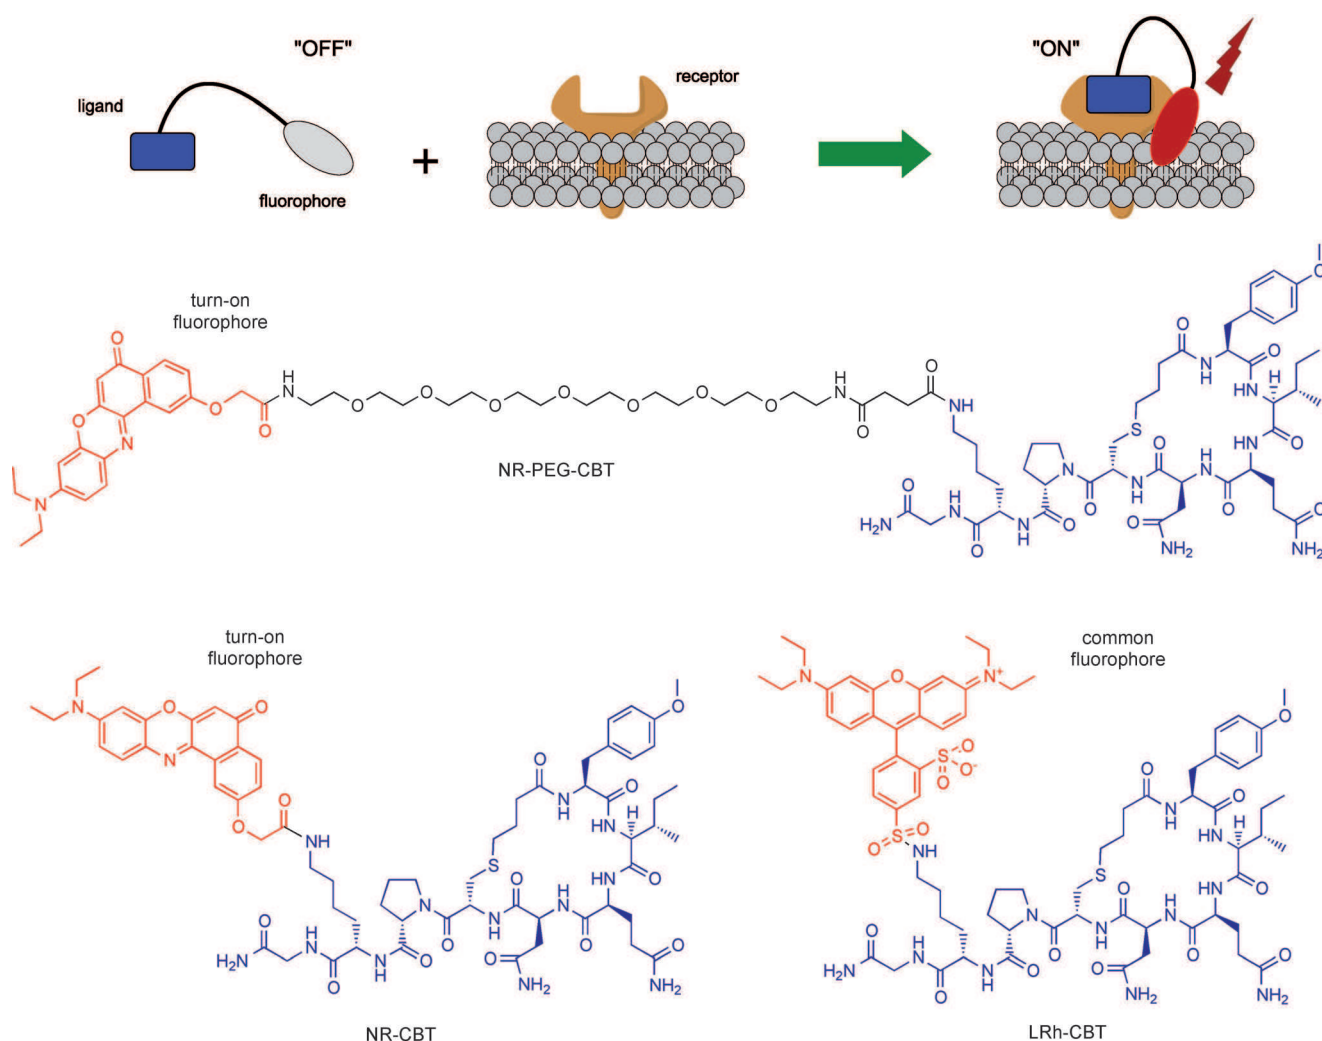 "OFF"
"ON"
receptor
ligand
+
fluorophore
turn-on
fluorophore
NR-PEG-CBT
turn-on
fluorophore
common
fluorophore
NR-CBT
LRh-CBT